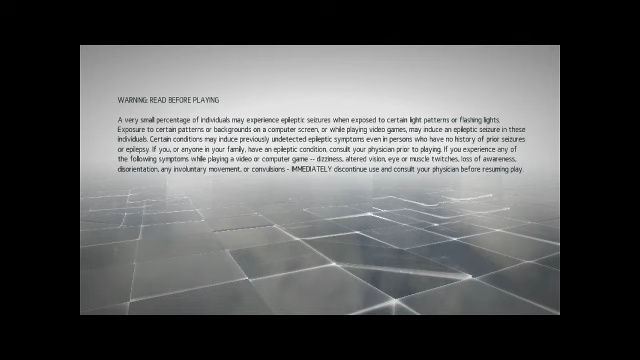 WARNING: READ BEFORE PLAYING
A very small percentage of individuals may experience epileptic seizures when exposed to certain light patterns or flashing lights.
Exposure to certain patterns or backgrounds on a computer screen, or while playing video games, may induce an epileptic seizure in these
individuals. Certain conditions may induce previously undetected epileptic symptoms even in persons who have no history of prior seizures
or epilepsy. If you, or anyone in your family, have an epileptic condition, consult your physician prior to playing. If you experience any of
the following symptoms while playing a video or computer game -- dizziness, altered vision, eye or muscle twitches, loss of awareness,
disorientation, any involuntary movement, or convulsions - IMMEDIATELY discontinue use and consult your physician before resuming play.